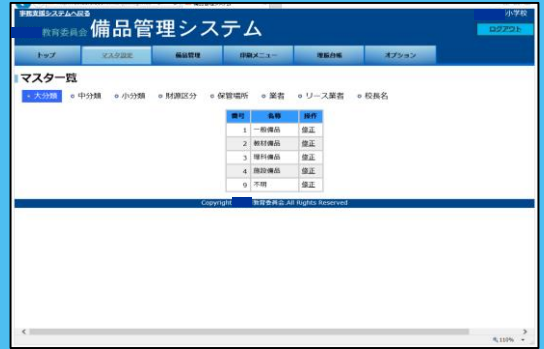 事務支援システムへ戻る
小学校
教育委員会 備品管理システム
ログアウト
トップ マスタ設定 備品管理 印刷メニュー 理振台帳 オプション
マスター覧
大分類 中分類 小分類 財源区分 保管場所 業者 リース業者 校長名
番号 名称 操作
1 一般備品 修正
2 教材備品 修正
3 理科備品 修正
4 施設備品 修正
9 不明 修正
Copyright 教育委員会.All Rights Reserved
110%